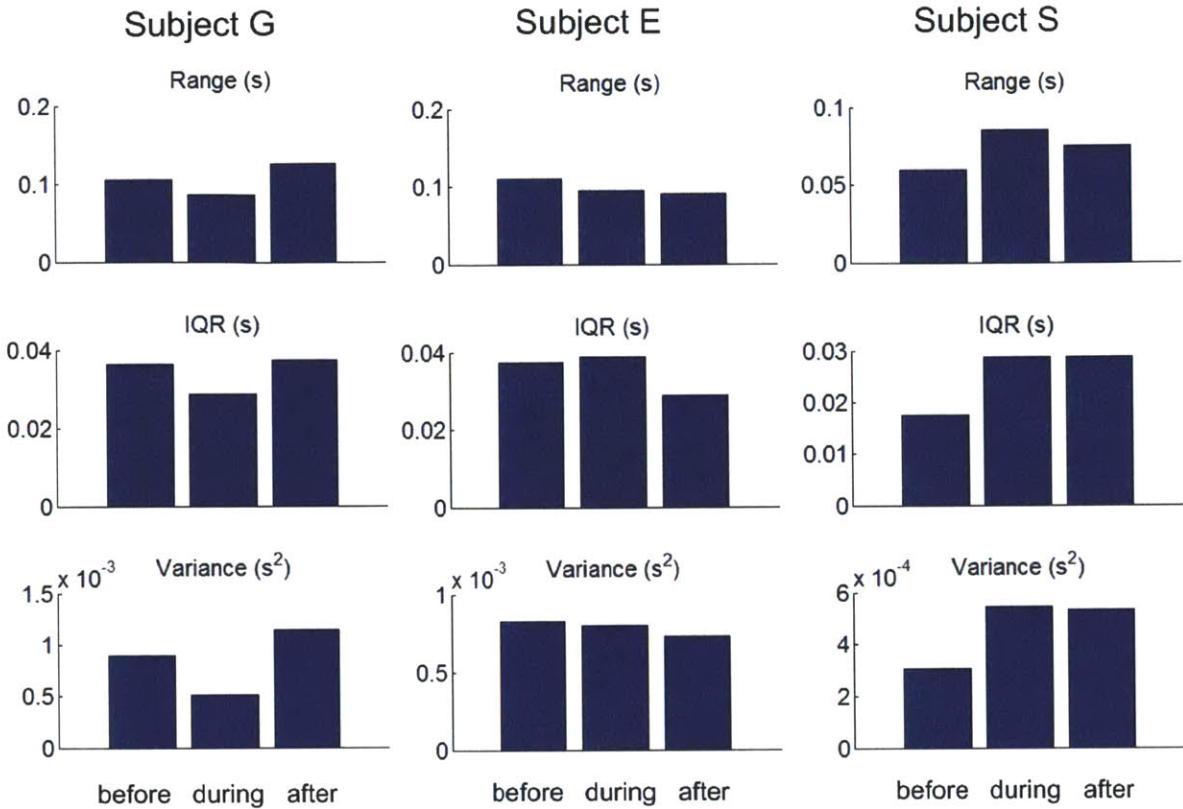 Subject G
Subject E
Subject S
Range (s)
0.2
0.1
0
Range (s)
0.2
0.1
0
Range (s)
0.1
0.05
0
IQR (s)
0.04
0.02
0
IQR (s)
0.04
0.02
0
IQR (s)
0.03
0.02
0.01
0
x 10⁻³ Variance (s²)
1.5
1
0.5
0
x 10⁻³ Variance (s²)
1
0.5
0
x 10⁻⁴ Variance (s²)
6
4
2
0
before during after
before during after
before during after